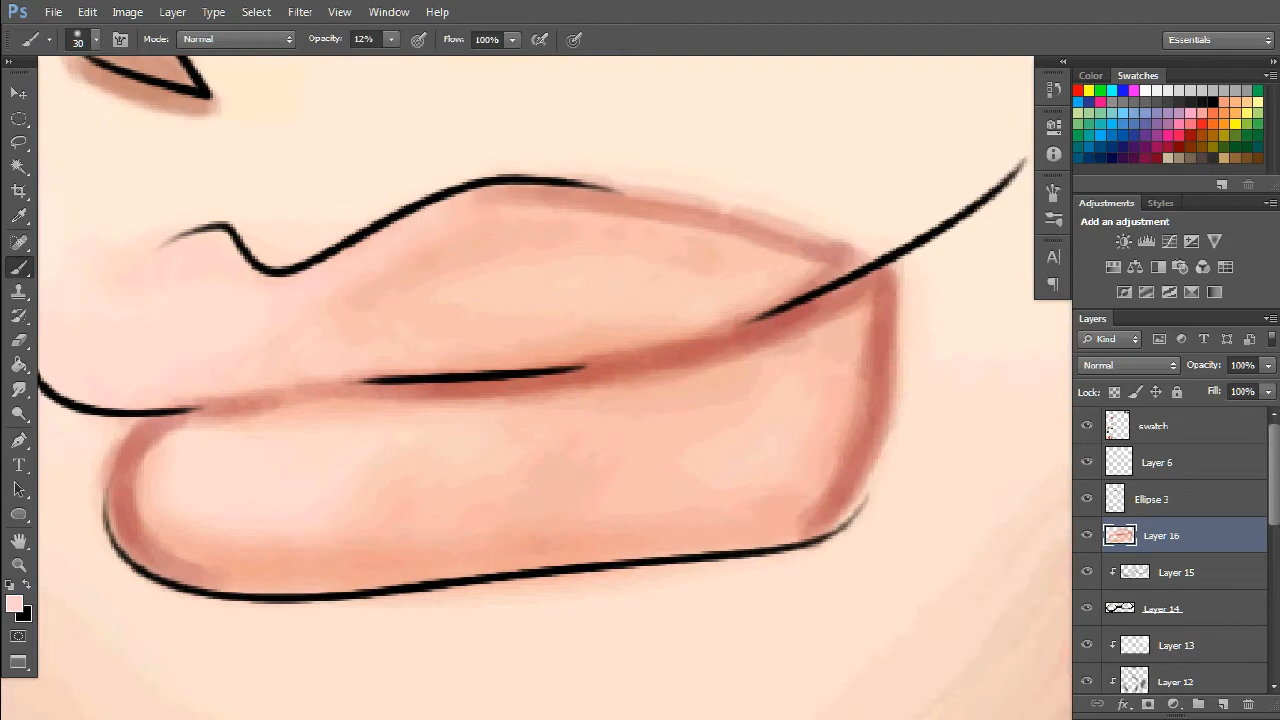 Ps File Edit Image Layer Type Select Filter View Window Help
30 Mode: Normal Opacity: 12% Flow: 100% Essentials
Color Swatches
Adjustments Styles
Add an adjustment
Layers
Kind
Normal Opacity: 100%
Lock: Fill: 100%
swatch
Layer 6
Ellipse 3
Layer 16
Layer 15
Layer 14
Layer 13
Layer 12